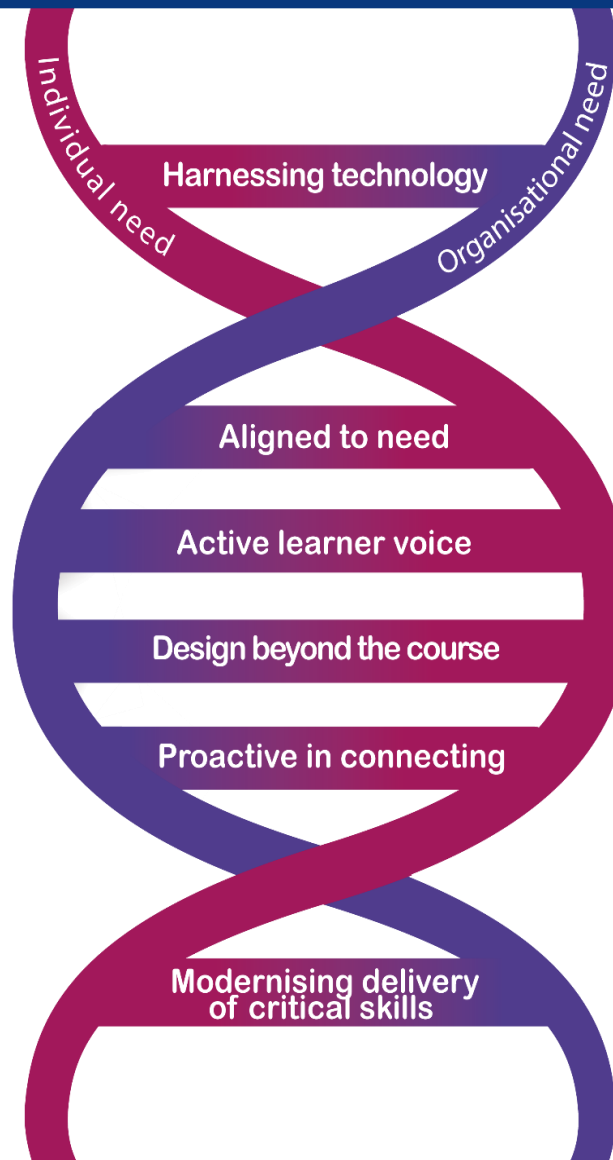 Individual need
Organisational need
Harnessing technology
Aligned to need
Active learner voice
Design beyond the course
Proactive in connecting
Modernising delivery
of critical skills